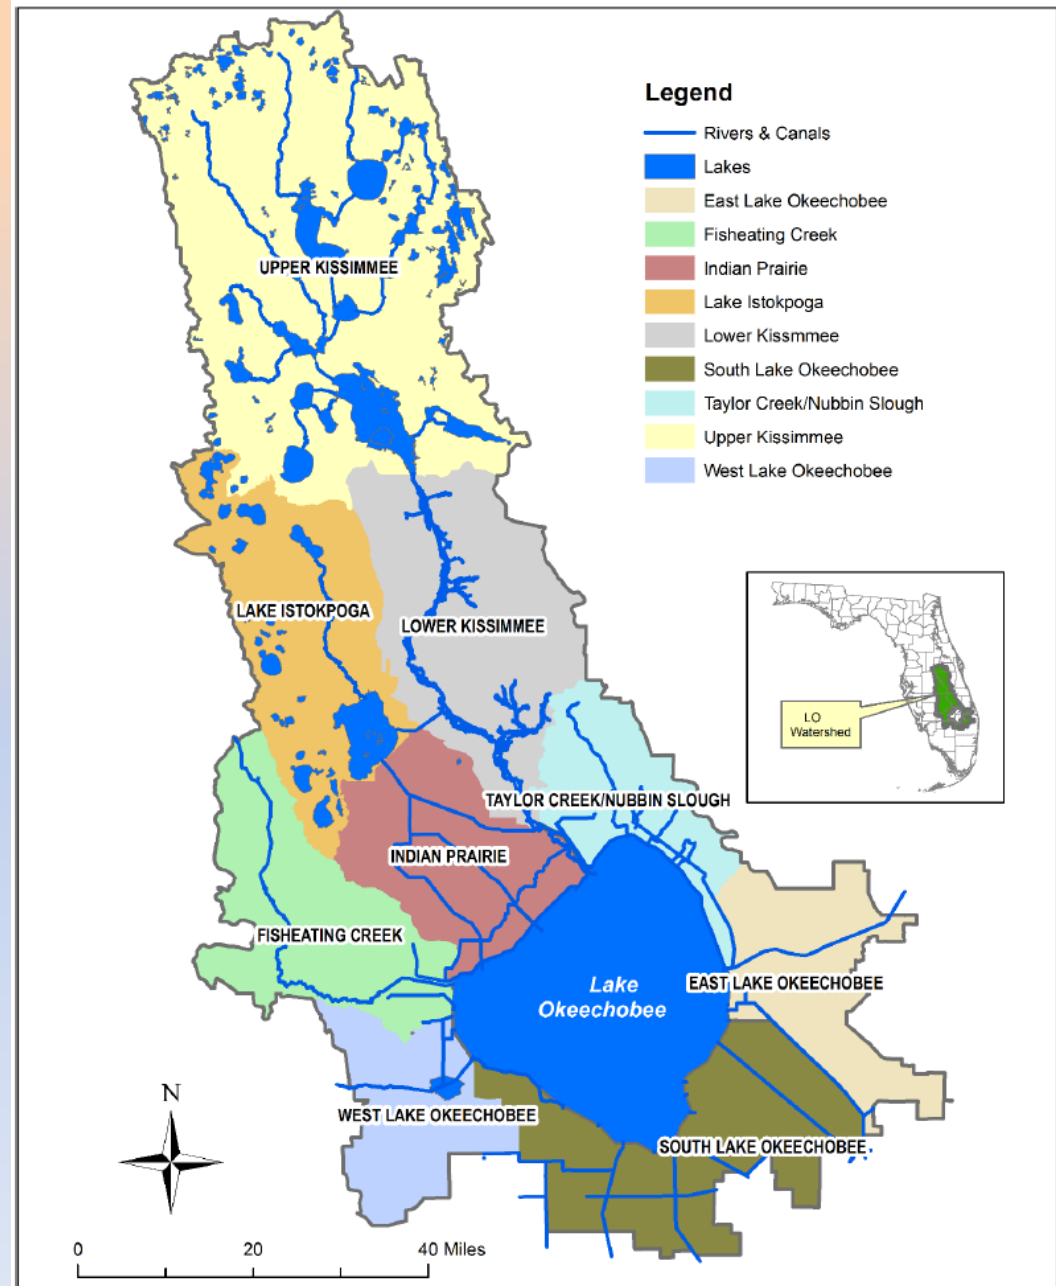 Legend
Rivers & Canals
Lakes
East Lake Okeechobee
Fisheating Creek
Indian Prairie
Lake Istokpoga
Lower Kissmmee
South Lake Okeechobee
Taylor Creek/Nubbin Slough
Upper Kissimmee
West Lake Okeechobee
UPPER KISSIMMEE
LAKE ISTOKPOGA
LOWER KISSIMMEE
LO
Watershed
TAYLOR CREEK/NUBBIN SLOUGH
INDIAN PRAIRIE
FISHEATING CREEK
EAST LAKE OKEECHOBEE
Lake
Okeechobee
WEST LAKE OKEECHOBEE
SOUTH LAKE OKEECHOBEE
N
0 20 40 Miles